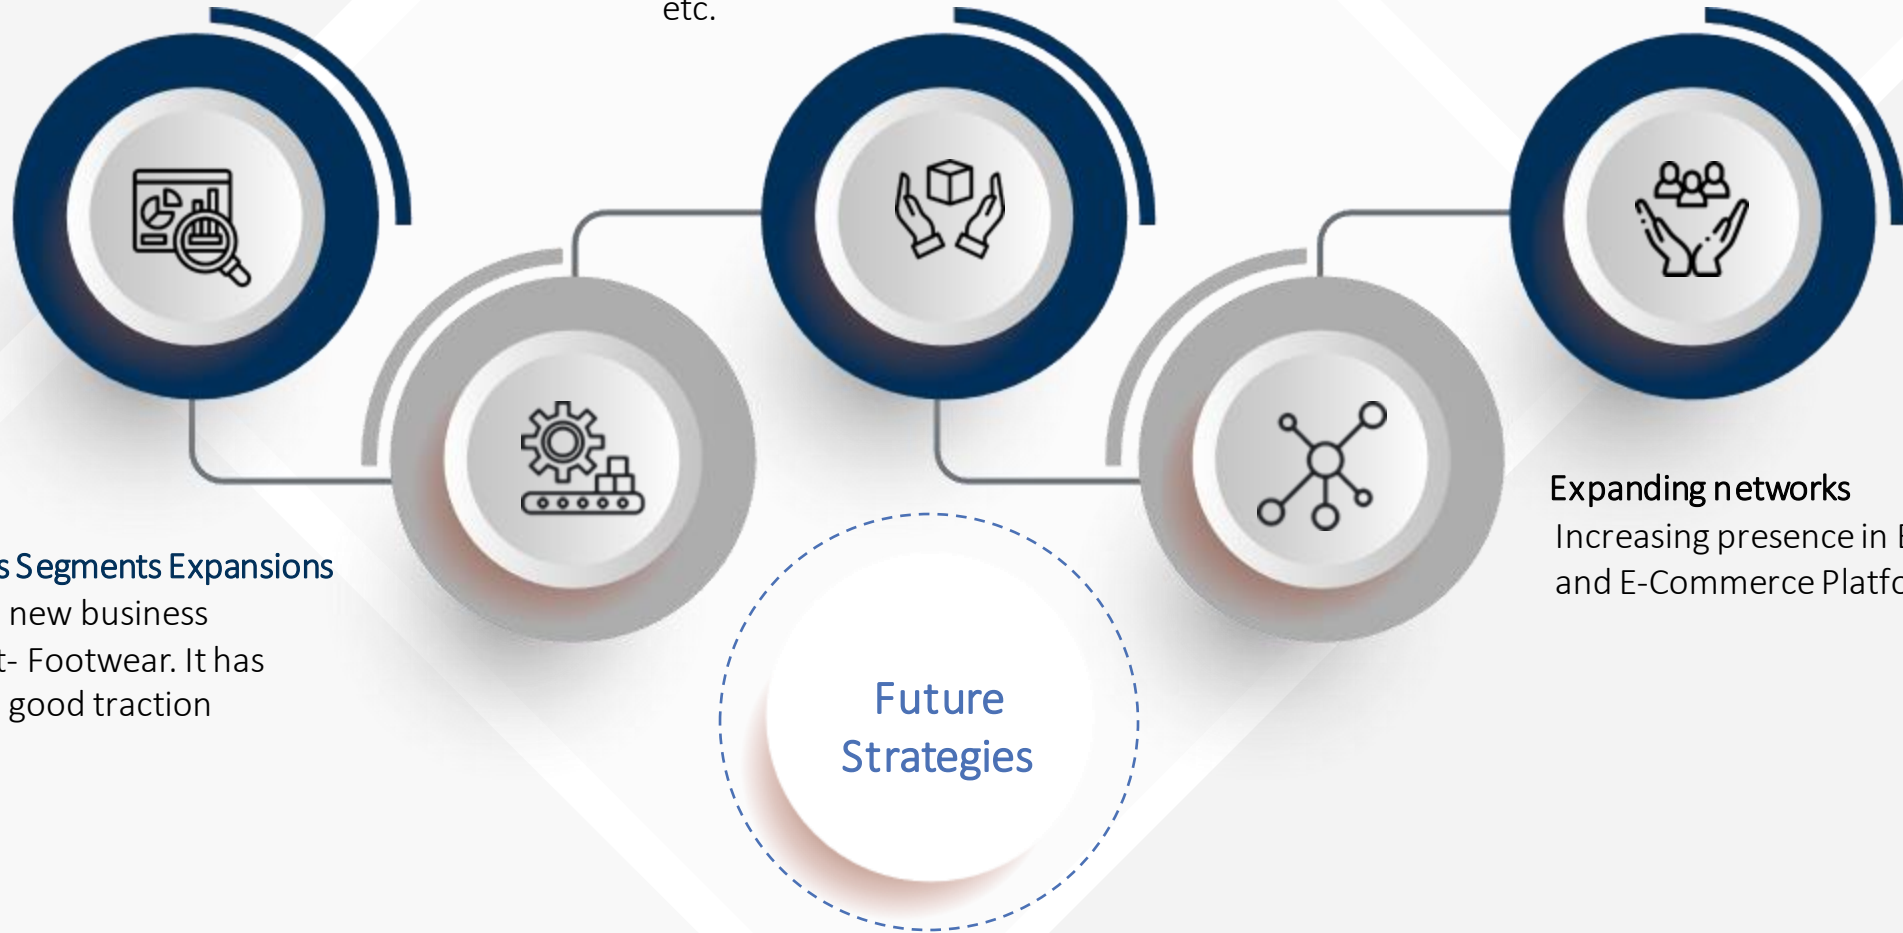 etc.
s Segments Expansions
new business
t- Footwear. It has
good traction
Future
Strategies
Expanding networks
Increasing presence in
and E-Commerce